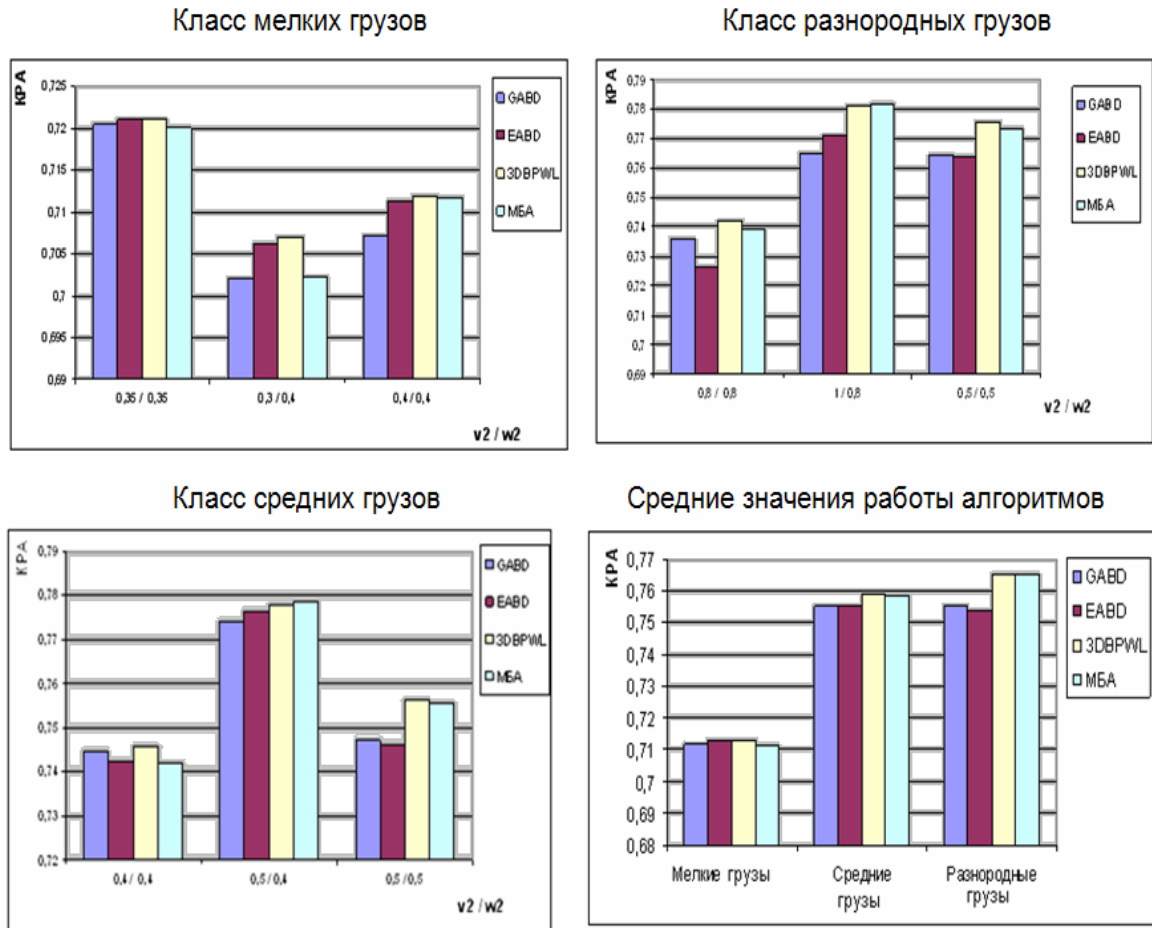 Класс мелких грузов
КРА
0,725
0,72
0,715
0,71
0,705
0,7
0,695
0,69
0,35 / 0,35
0,3 / 0,4
0,4 / 0,4
v2 / w2
GABD
EABD
3DBPWL
МБА
Класс разнородных грузов
КРА
0,79
0,78
0,77
0,76
0,75
0,74
0,73
0,72
0,71
0,7
0,69
0,5 / 0,5
v2 / w2
GABD
EABD
3DBPWL
МБА
Класс средних грузов
КРА
0,79
0,78
0,77
0,76
0,75
0,74
0,73
0,72
0,4 / 0,4
0,5 / 0,4
0,5 / 0,5
v2 / w2
GABD
EABD
3DBPWL
МБА
Средние значения работы алгоритмов
КРА
0,77
0,76
0,75
0,74
0,73
0,72
0,71
0,7
0,69
0,68
Мелкие грузы
Средние
грузы
Разнородные
грузы
GABD
EABD
3DBPWL
МБА